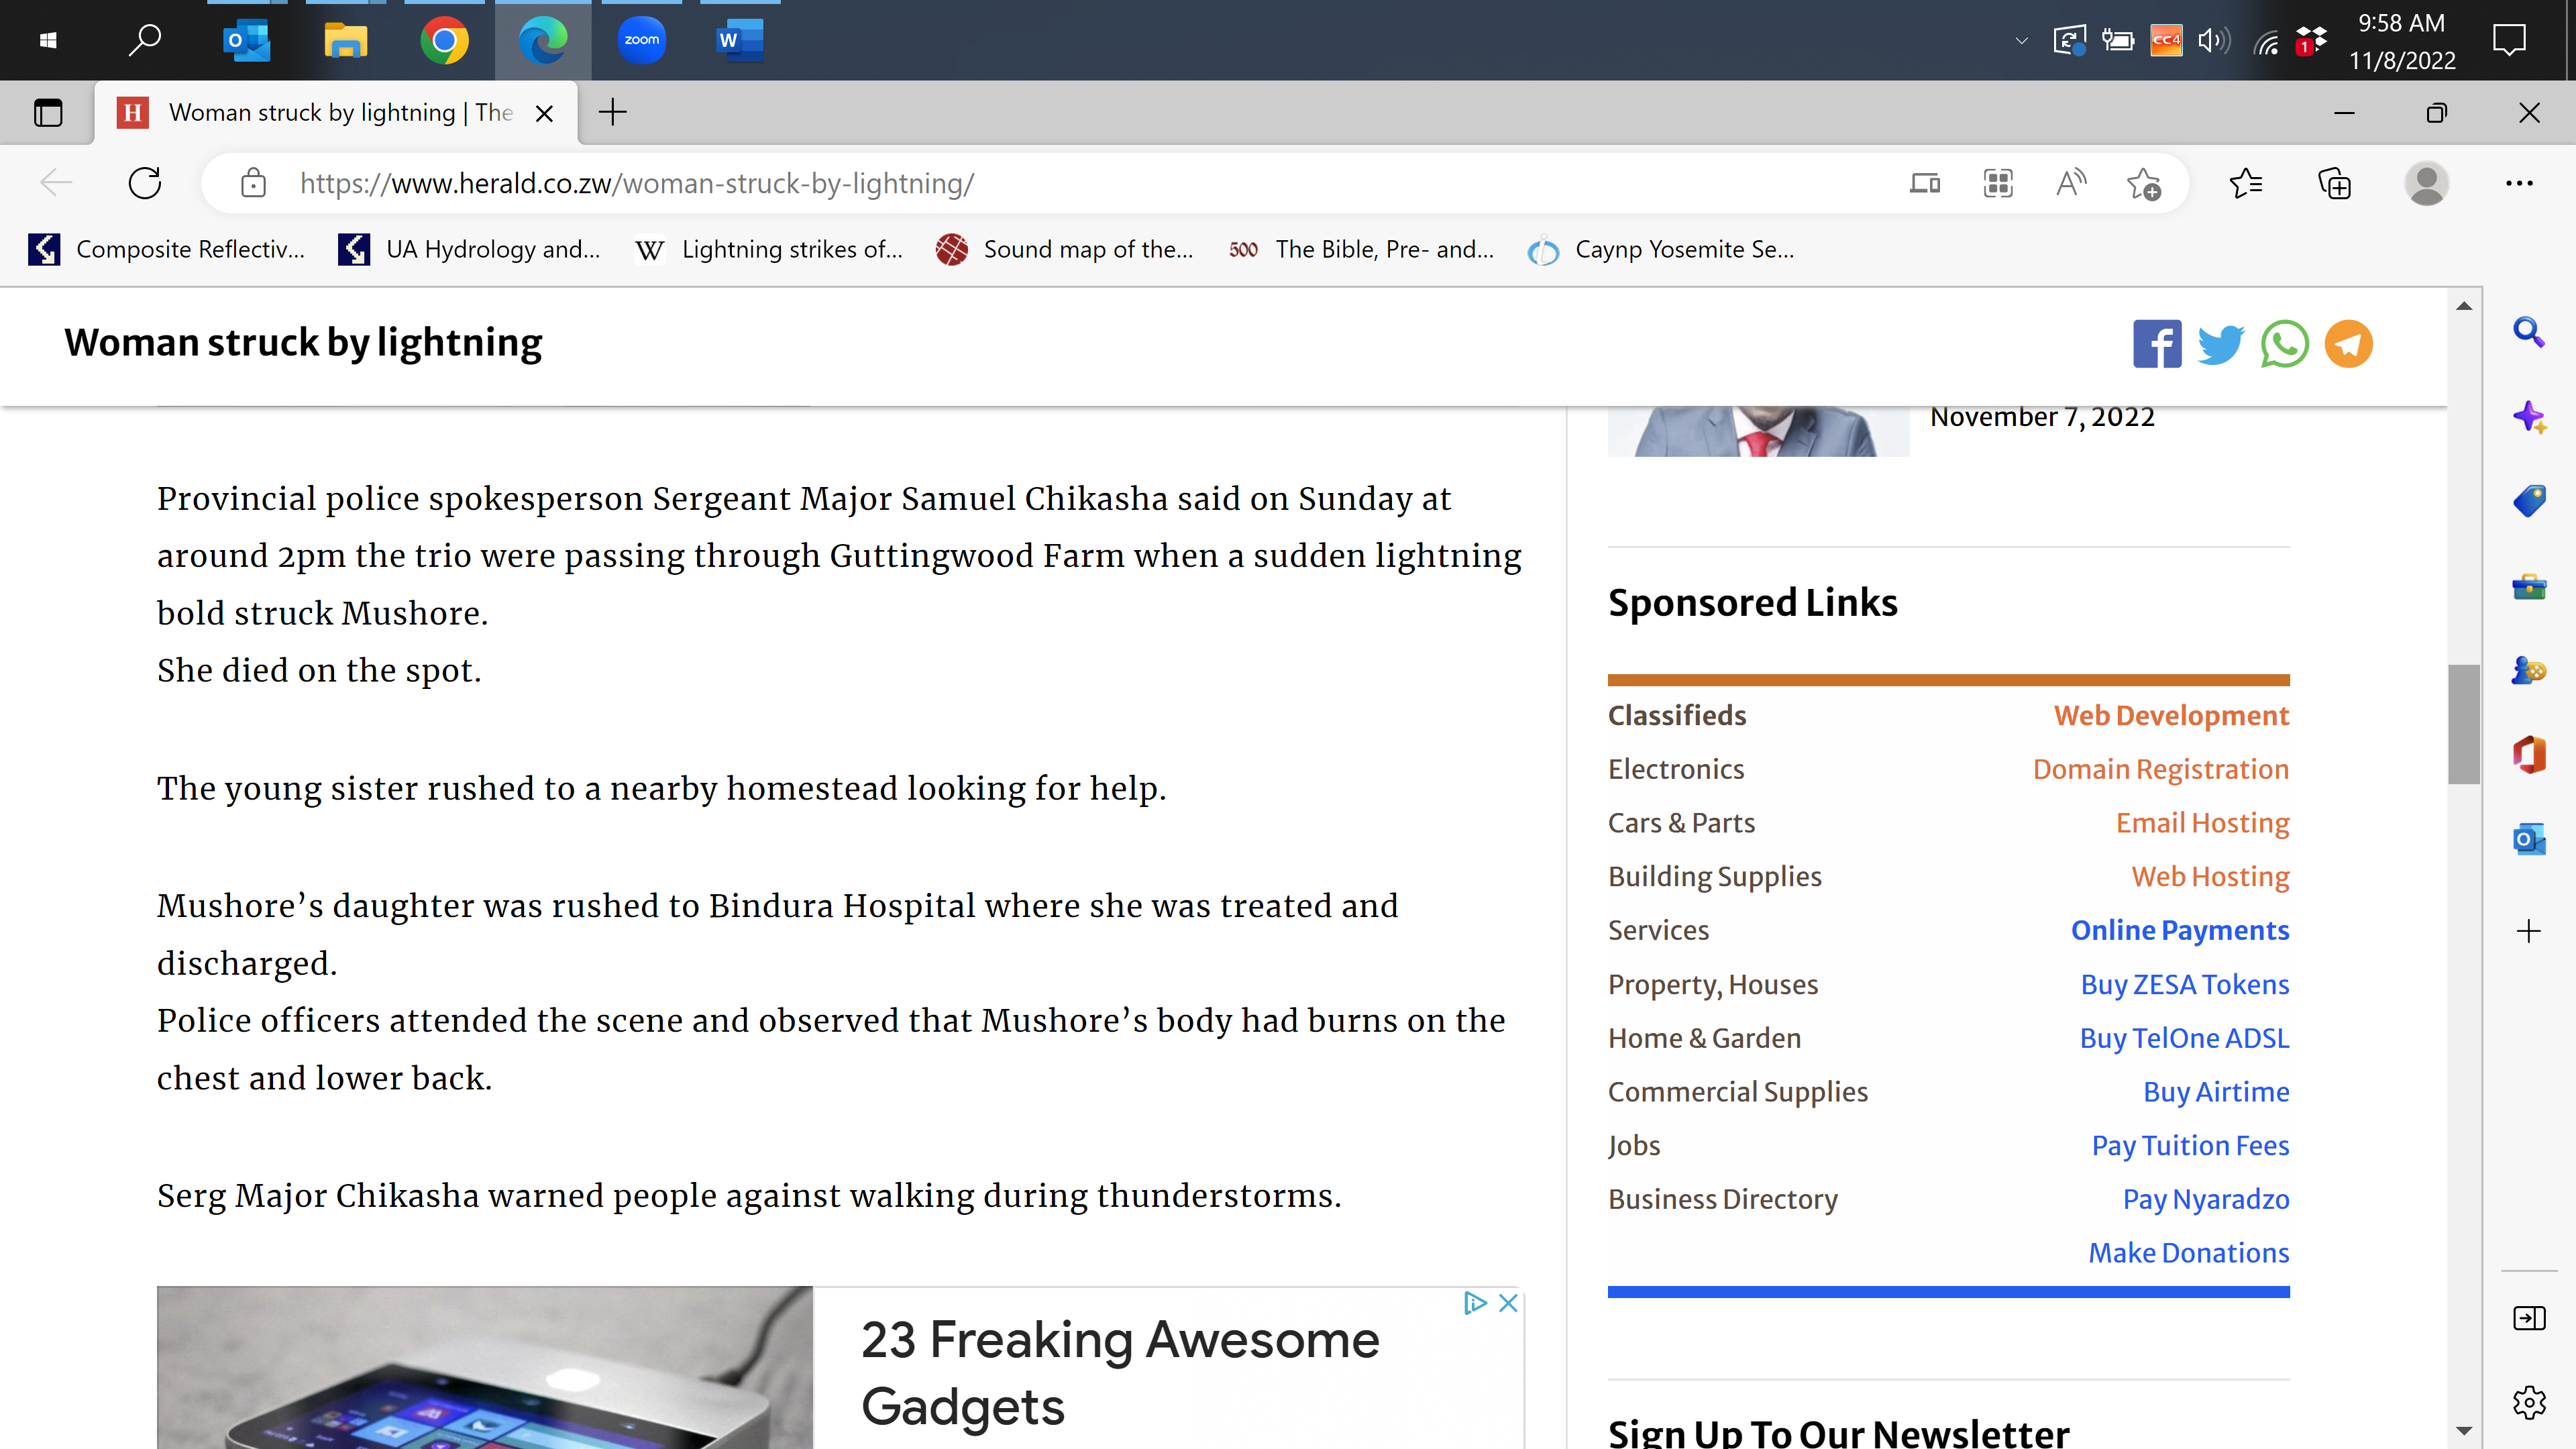 9:58 AM
11/8/2022
zoom
CC4
1
Woman struck by lightning | The
https://www.herald.co.zw/woman-struck-by-lightning/
Composite Reflectiv...
UA Hydrology and...
Lightning strikes of...
Sound map of the...
500
The Bible, Pre- and...
Caynp Yosemite Se...
Woman struck by lightning
November 7, 2022
Provincial police spokesperson Sergeant Major Samuel Chikasha said on Sunday at
around 2pm the trio were passing through Guttingwood Farm when a sudden lightning
bold struck Mushore.
She died on the spot.
The young sister rushed to a nearby homestead looking for help.
Mushore’s daughter was rushed to Bindura Hospital where she was treated and
discharged.
Police officers attended the scene and observed that Mushore’s body had burns on the
chest and lower back.
Serg Major Chikasha warned people against walking during thunderstorms.
23 Freaking Awesome
Gadgets
Sponsored Links
Classifieds
Web Development
Electronics
Domain Registration
Cars & Parts
Email Hosting
Building Supplies
Web Hosting
Services
Online Payments
Property, Houses
Buy ZESA Tokens
Home & Garden
Buy TelOne ADSL
Commercial Supplies
Buy Airtime
Jobs
Pay Tuition Fees
Business Directory
Pay Nyaradzo
Make Donations
Sign Up To Our Newsletter